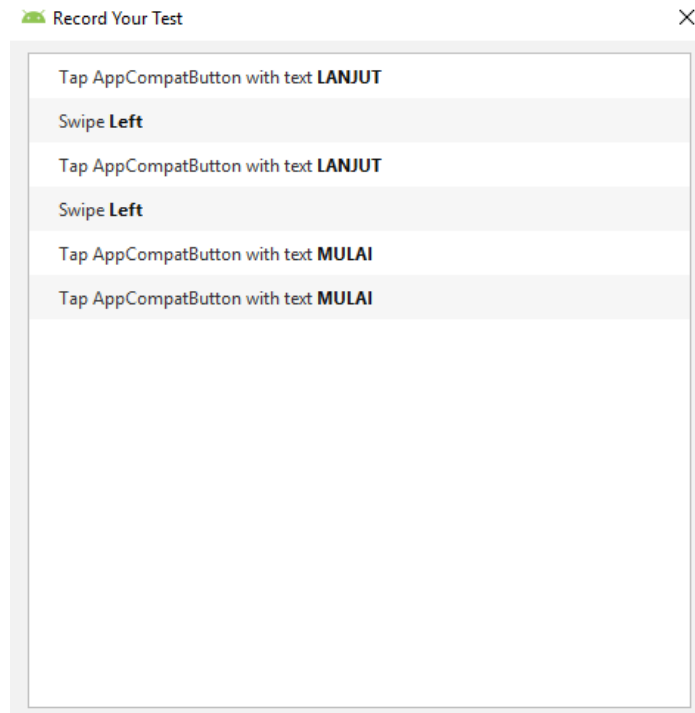 Record Your Test
Tap AppCompatButton with text LANJUT
Swipe Left
Tap AppCompatButton with text LANJUT
Swipe Left
Tap AppCompatButton with text MULAI
Tap AppCompatButton with text MULAI